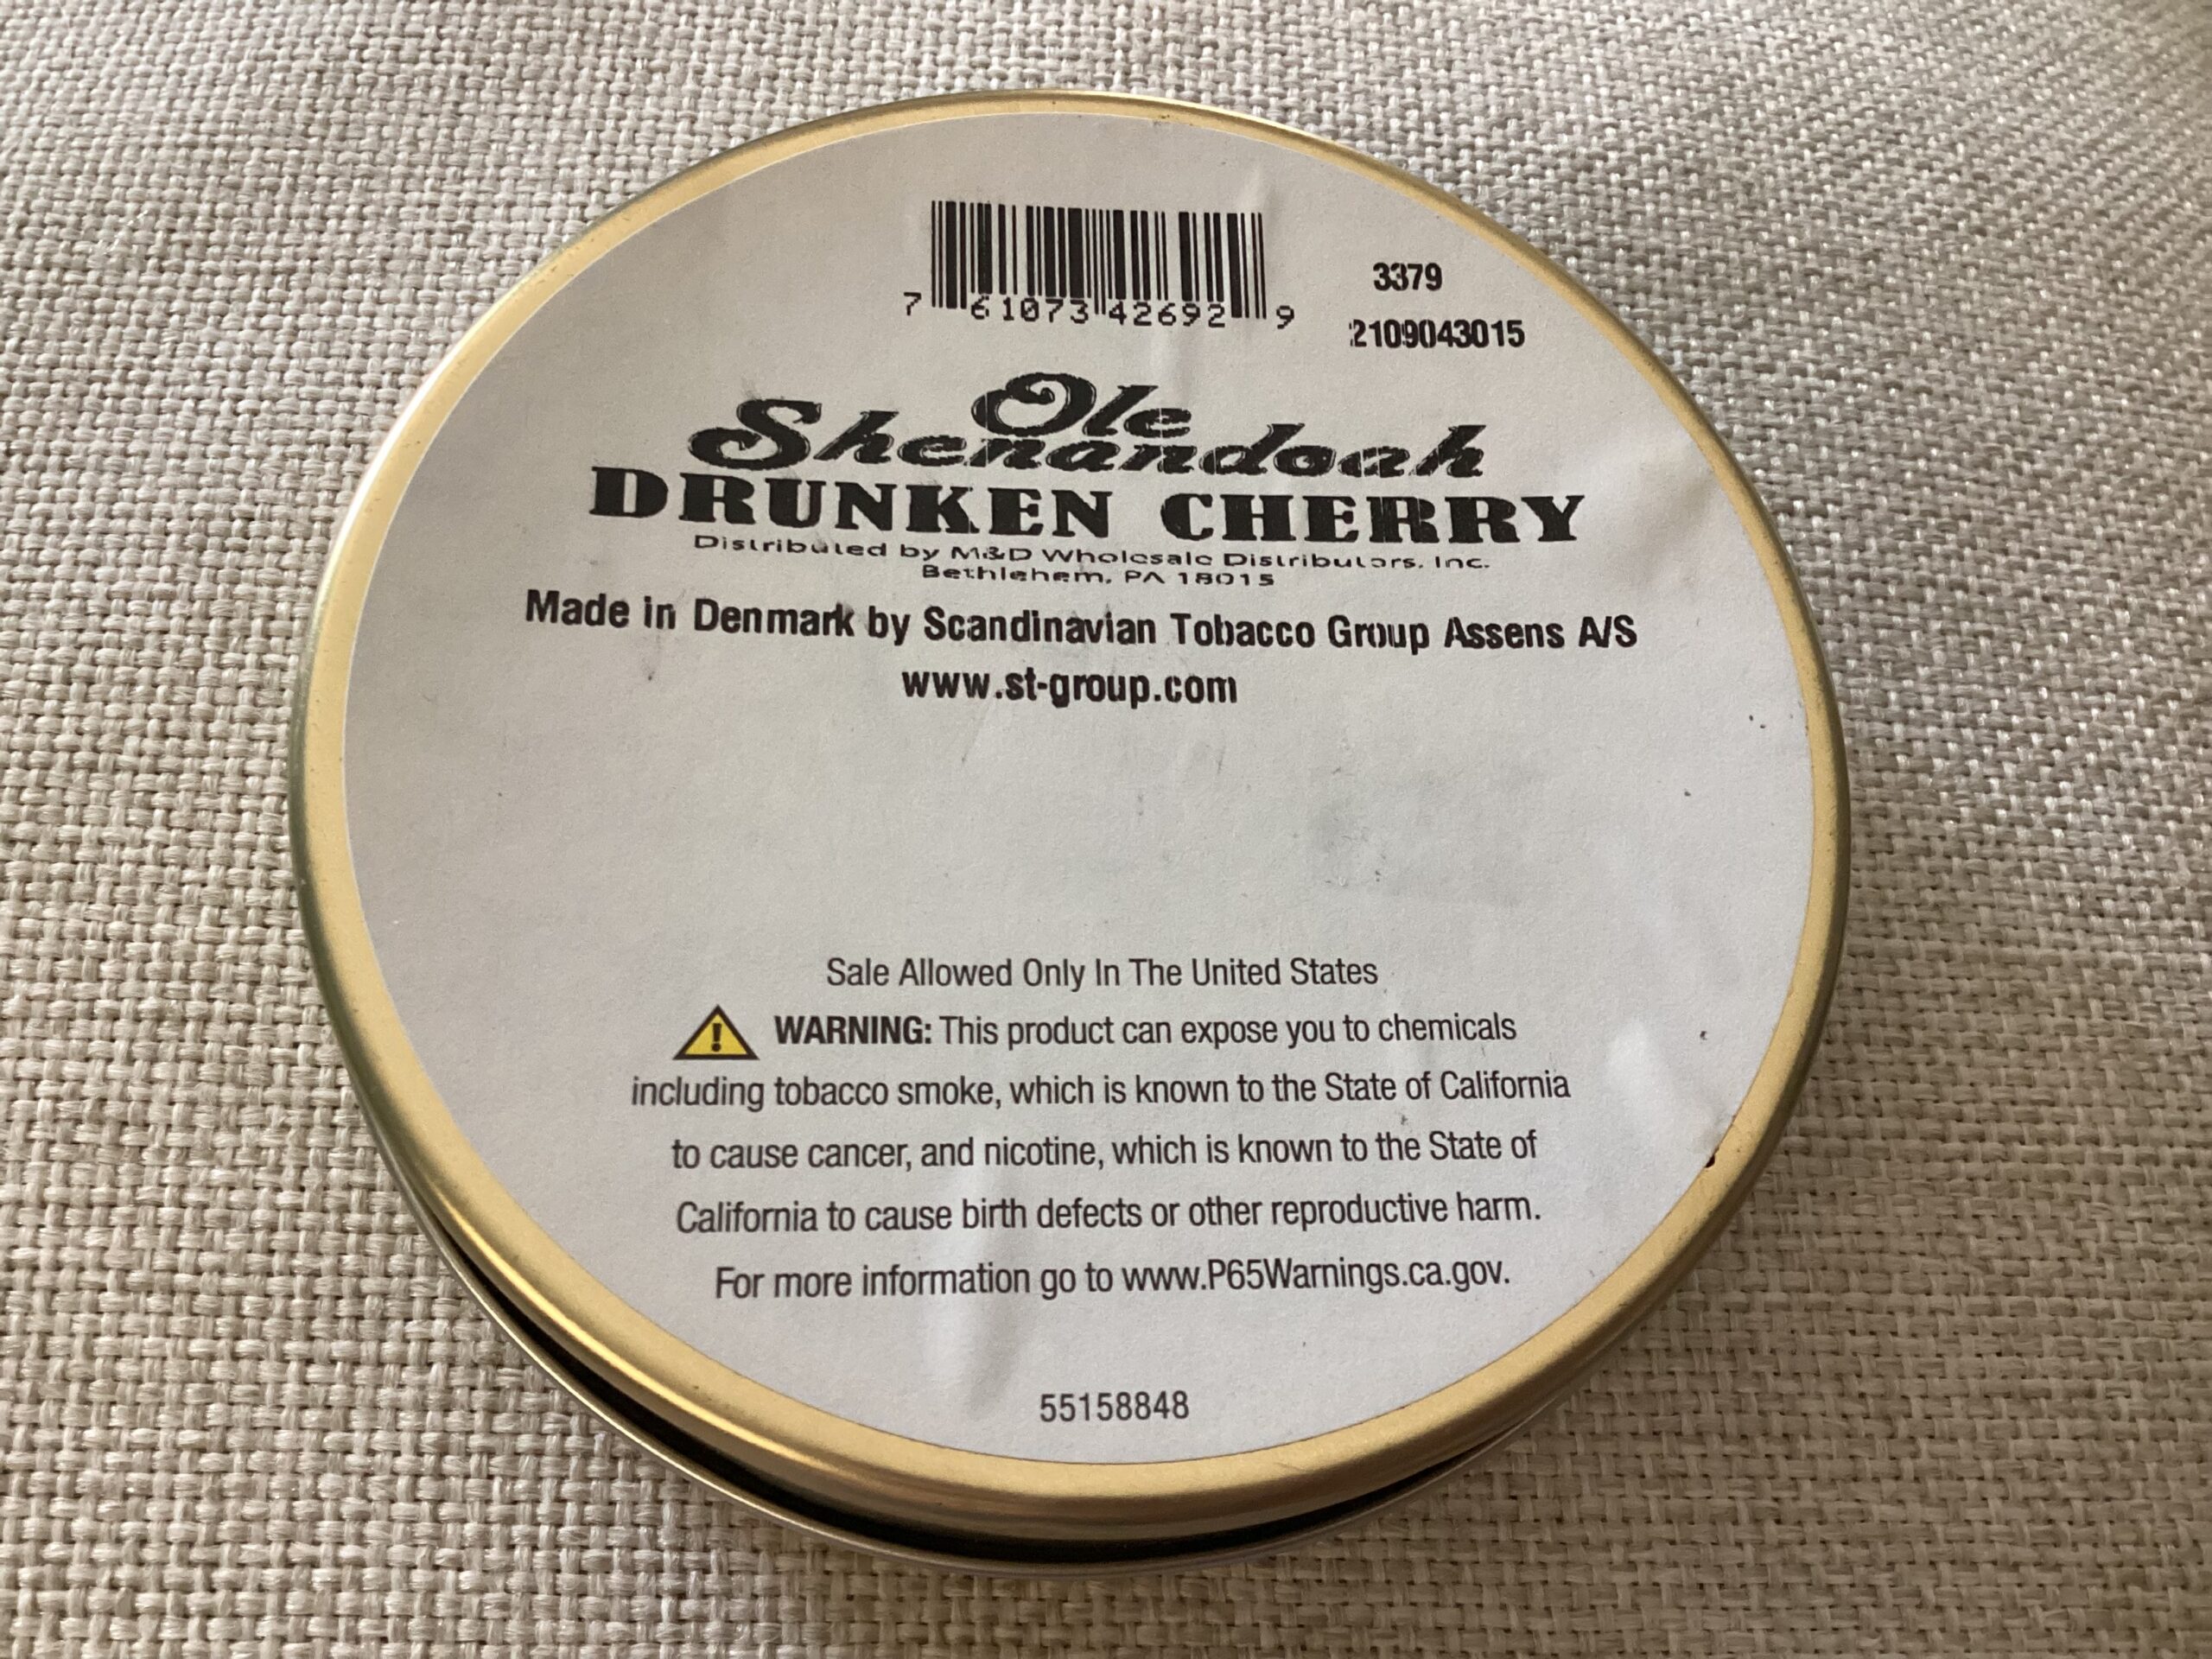 7 61073 42692 9
3379
2109043015
Ole
Shenandoah
DRUNKEN CHERRY
Distributed by M&D Wholesale Distributors, Inc.
Bethlehem, PA 18015
Made in Denmark by Scandinavian Tobacco Group Assens A/S
www.st-group.com
Sale Allowed Only In The United States
WARNING: This product can expose you to chemicals
including tobacco smoke, which is known to the State of California
to cause cancer, and nicotine, which is known to the State of
California to cause birth defects or other reproductive harm.
For more information go to www.P65Warnings.ca.gov.
55158848